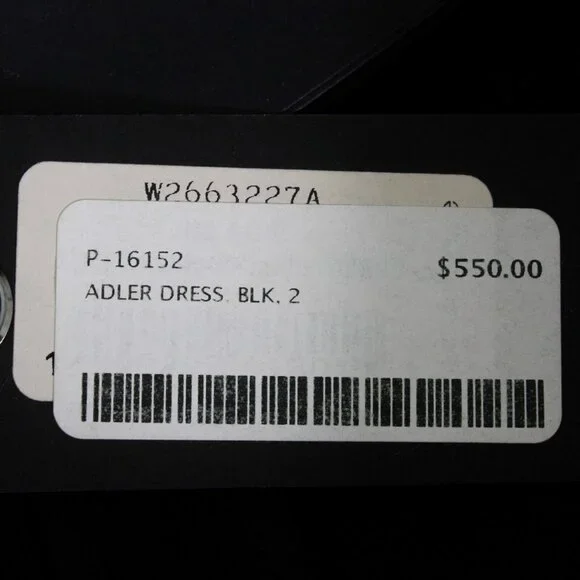 W2663227A
P-16152
$550.00
ADLER DRESS, BLK, 2